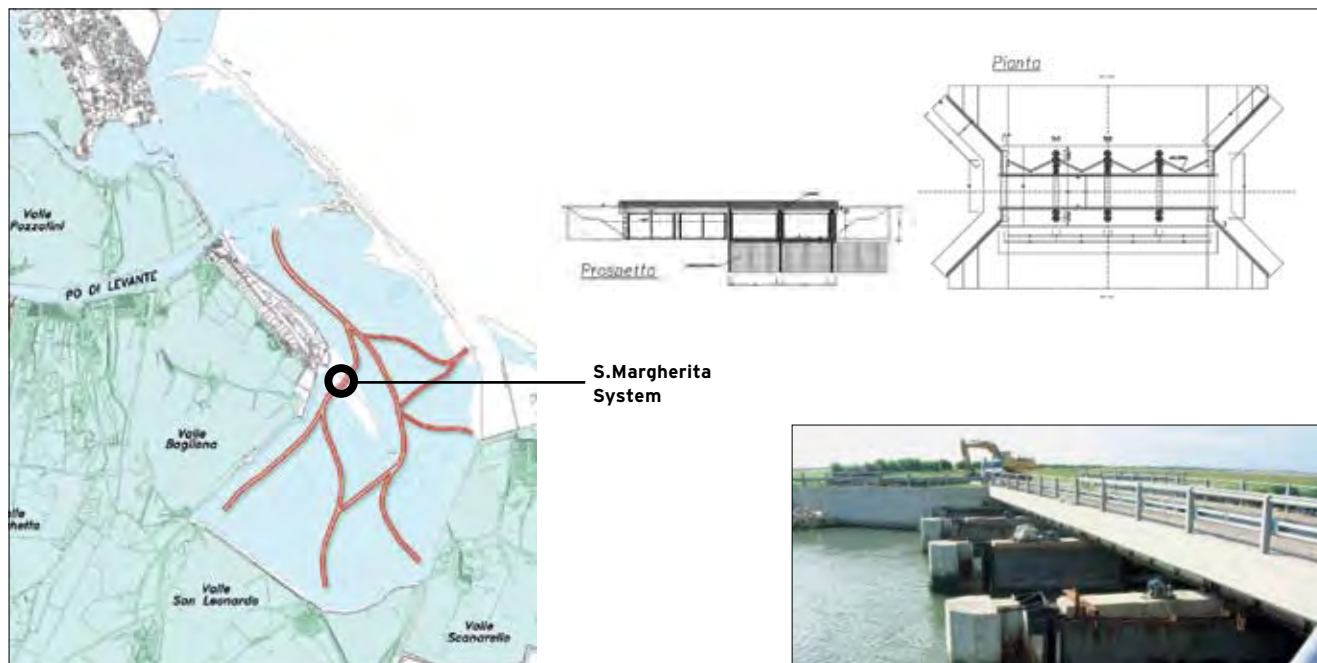 Pianta
Prospetto
Valle
Pozzatini
PO DI LEVANTE
S.Margherita
System
Valle
Bagliona
Valle
San Leonardo
Valle
Scanarello